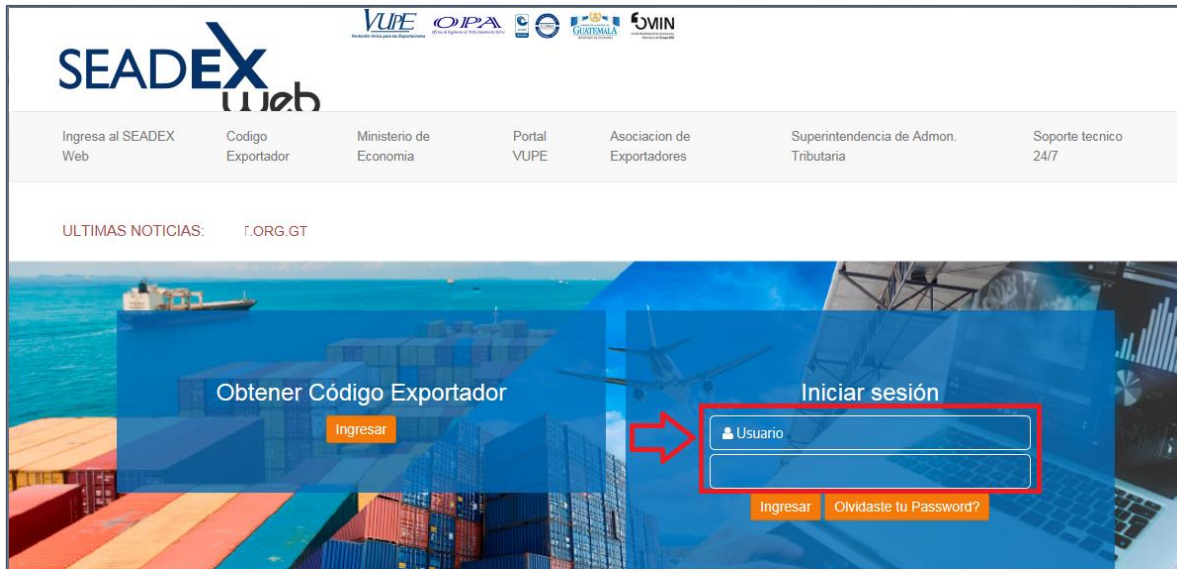 VUPE OPA GUATEMALA
SEADEX
Web
Ingresa al SEADEX Web
Codigo Exportador
Ministerio de Economia
Portal VUPE
Asociacion de Exportadores
Superintendencia de Admon. Tributaria
Soporte tecnico 24/7
ULTIMAS NOTICIAS: T.ORG.GT
Obtener Código Exportador
Ingresar
Iniciar sesión
Usuario
Ingresar Olvidaste tu Password?